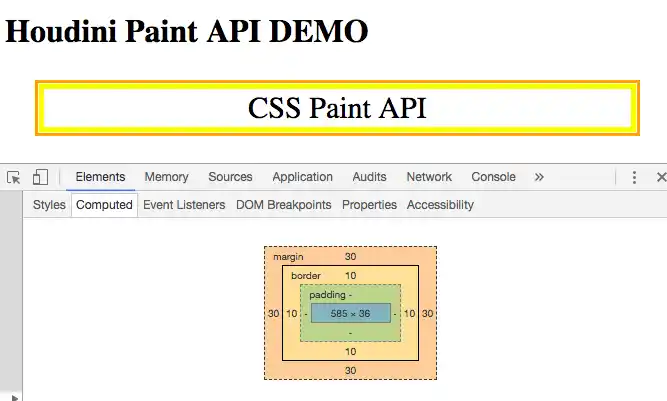 Houdini Paint API DEMO
CSS Paint API
Elements Memory Sources Application Audits Network Console »
Styles Computed Event Listeners DOM Breakpoints Properties Accessibility
margin 30
border 10
padding -
30 10 - 585 × 36 - 10 30
-
10
30